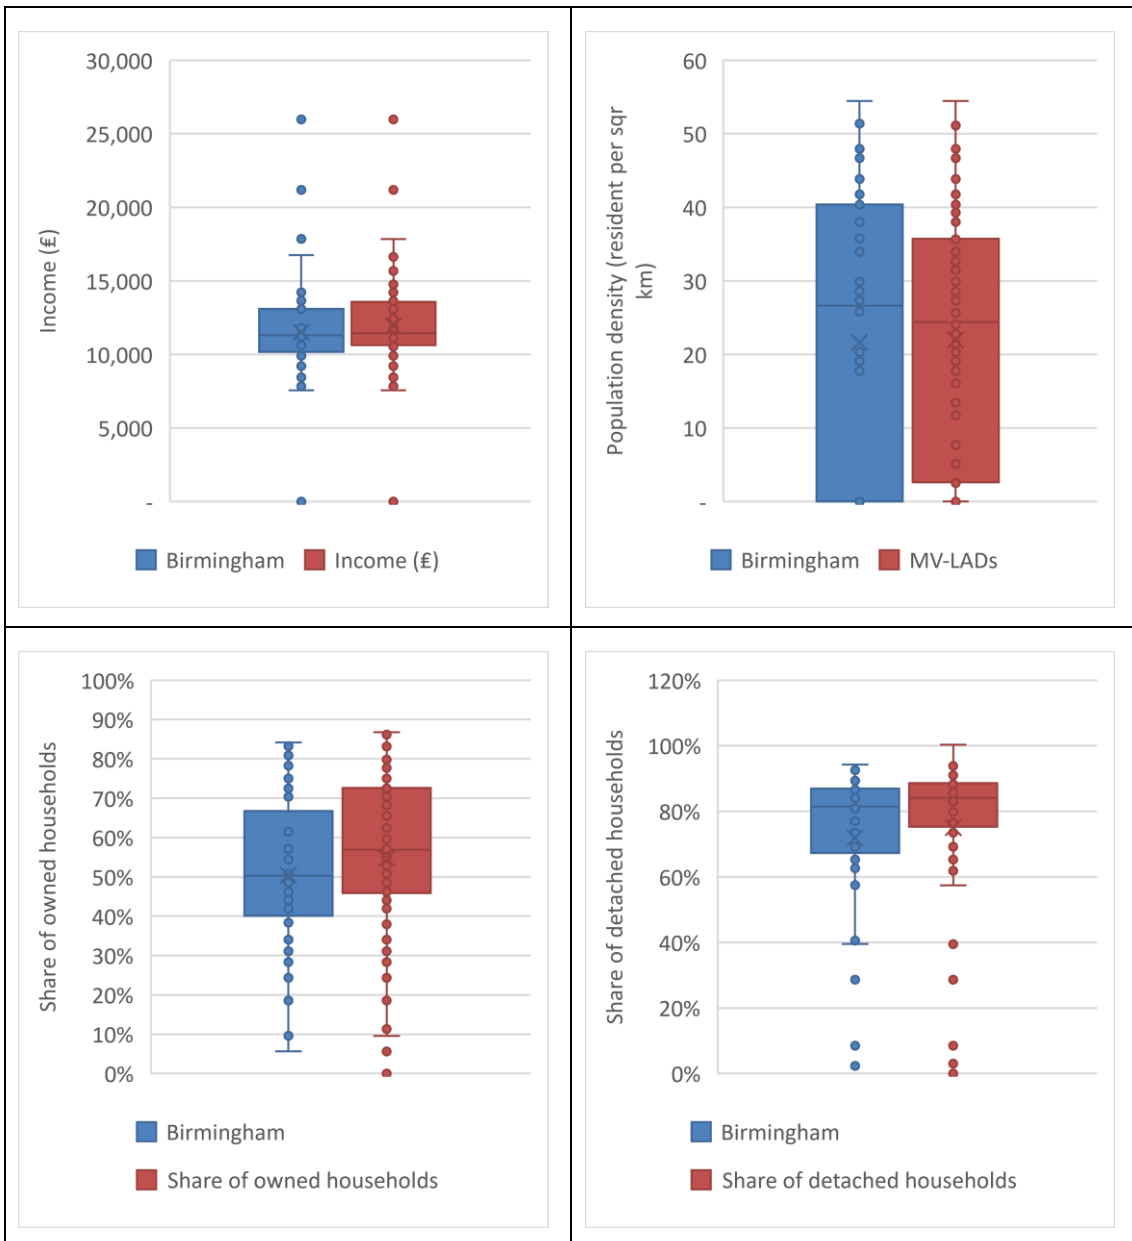 30,000
25,000
20,000
15,000
10,000
5,000
-
Income (₤)
Birmingham
Income (₤)
60
50
40
30
20
10
-
Population density (resident per sqr
km)
Birmingham
MV-LADs
100%
90%
80%
70%
60%
50%
40%
30%
20%
10%
0%
Share of owned households
Birmingham
Share of owned households
120%
100%
80%
60%
40%
20%
0%
Share of detached households
Birmingham
Share of detached households